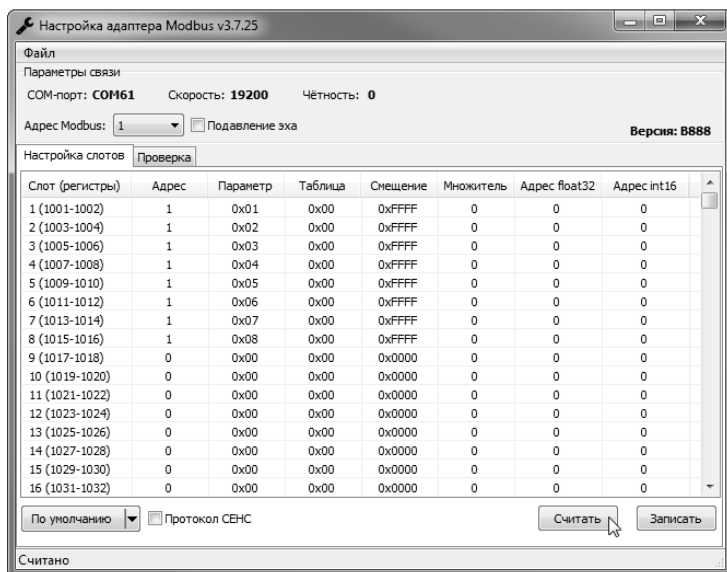 Настройка адаптера Modbus v3.7.25
Файл
Параметры связи
COM-порт: COM61 Скорость: 19200 Чётность: 0
Адрес Modbus: 1 Подавление эха
Версия: B888
Настройка слотов Проверка
Слот (регистры) Адрес Параметр Таблица Смещение Множитель Адрес float32 Адрес int16
1 (1001-1002) 1 0x01 0x00 0xFFFF 0 0 0
2 (1003-1004) 1 0x02 0x00 0xFFFF 0 0 0
3 (1005-1006) 1 0x03 0x00 0xFFFF 0 0 0
4 (1007-1008) 1 0x04 0x00 0xFFFF 0 0 0
5 (1009-1010) 1 0x05 0x00 0xFFFF 0 0 0
6 (1011-1012) 1 0x06 0x00 0xFFFF 0 0 0
7 (1013-1014) 1 0x07 0x00 0xFFFF 0 0 0
8 (1015-1016) 1 0x08 0x00 0xFFFF 0 0 0
9 (1017-1018) 0 0x00 0x00 0x0000 0 0 0
10 (1019-1020) 0 0x00 0x00 0x0000 0 0 0
11 (1021-1022) 0 0x00 0x00 0x0000 0 0 0
12 (1023-1024) 0 0x00 0x00 0x0000 0 0 0
13 (1025-1026) 0 0x00 0x00 0x0000 0 0 0
14 (1027-1028) 0 0x00 0x00 0x0000 0 0 0
15 (1029-1030) 0 0x00 0x00 0x0000 0 0 0
16 (1031-1032) 0 0x00 0x00 0x0000 0 0 0
По умолчанию Протокол СЕНС Считать Записать
Считано